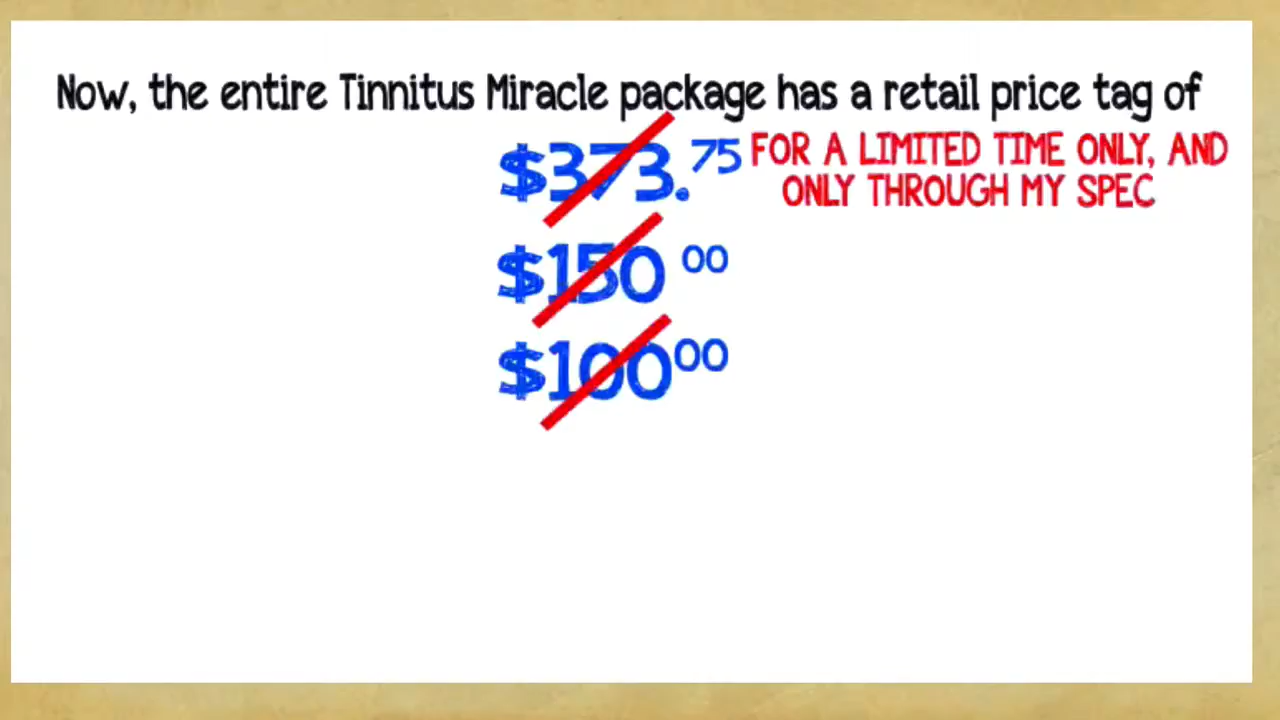 Now, the entire Tinnitus Miracle package has a retail price tag of
$373.75
FOR A LIMITED TIME ONLY, AND
ONLY THROUGH MY SPEC
$150 00
$100 00